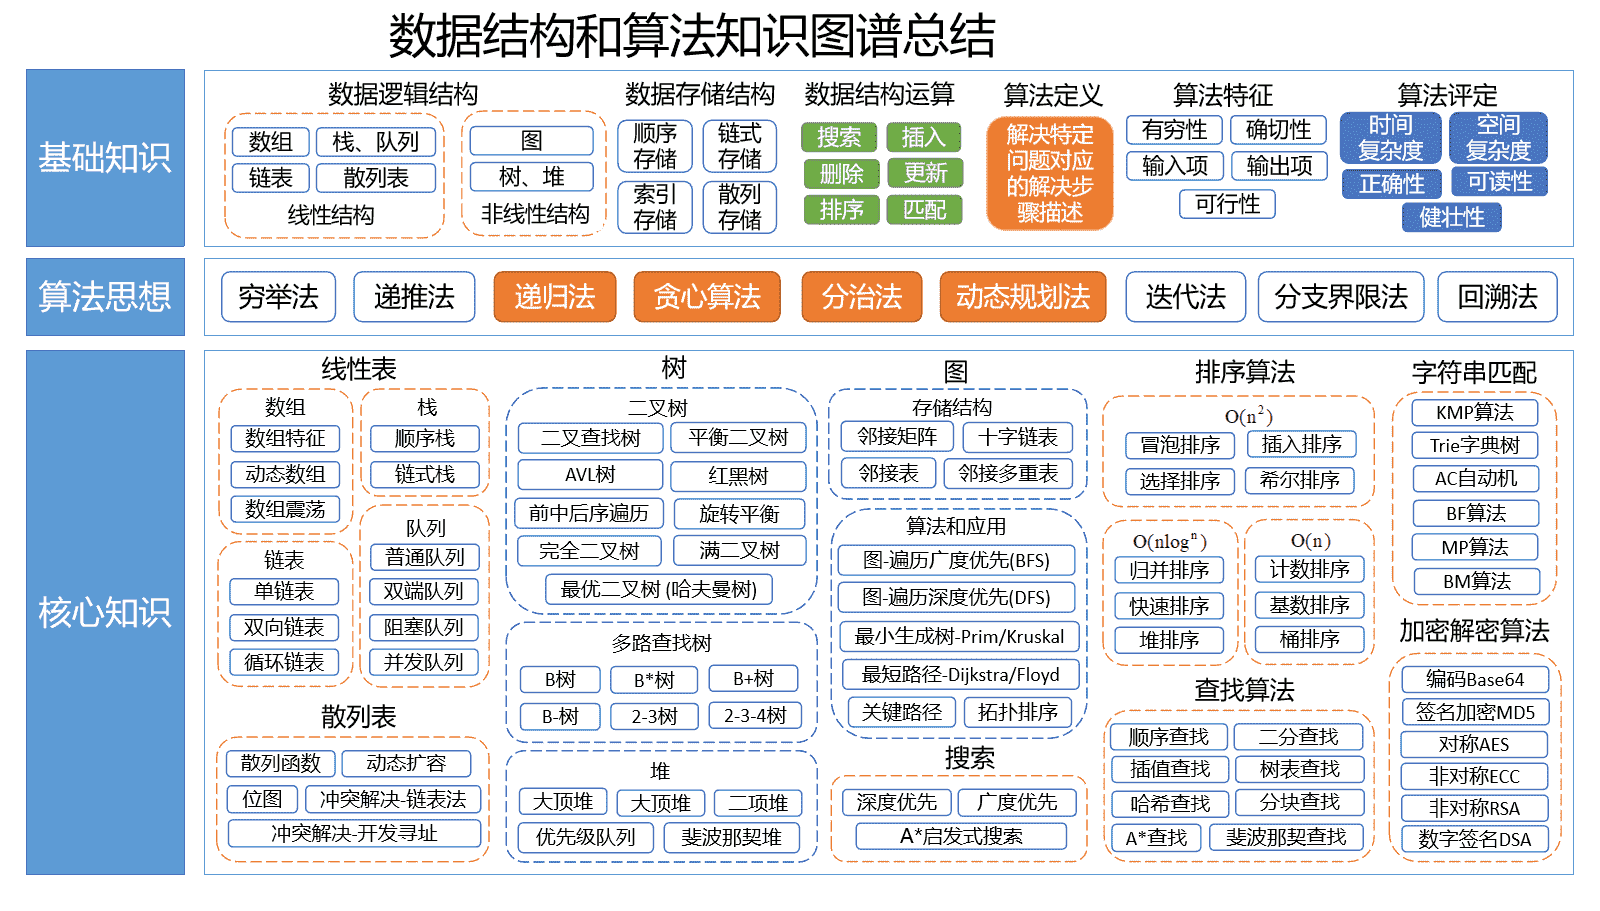 数据结构和算法知识图谱总结
基础知识
数据逻辑结构
数组
栈、队列
链表
散列表
线性结构
图
树、堆
非线性结构
数据存储结构
顺序
存储
链式
存储
索引
存储
散列
存储
数据结构运算
搜索
插入
删除
更新
排序
匹配
算法定义
解决特定
问题对应
的解决步
骤描述
算法特征
有穷性
确切性
输入项
输出项
可行性
算法评定
时间
复杂度
空间
复杂度
正确性
可读性
健壮性
算法思想
穷举法
递推法
递归法
贪心算法
分治法
动态规划法
迭代法
分支界限法
回溯法
核心知识
线性表
数组
数组特征
动态数组
数组震荡
栈
顺序栈
链式栈
链表
单链表
双向链表
循环链表
队列
普通队列
双端队列
阻塞队列
并发队列
散列表
散列函数
动态扩容
位图
冲突解决-链表法
冲突解决-开发寻址
树
二叉树
二叉查找树
平衡二叉树
AVL树
红黑树
前中后序遍历
旋转平衡
完全二叉树
满二叉树
最优二叉树 (哈夫曼树)
多路查找树
B树
B*树
B+树
B-树
2-3树
2-3-4树
堆
大顶堆
大顶堆
二项堆
优先级队列
斐波那契堆
图
存储结构
邻接矩阵
十字链表
邻接表
邻接多重表
算法和应用
图-遍历广度优先(BFS)
图-遍历深度优先(DFS)
最小生成树-Prim/Kruskal
最短路径-Dijkstra/Floyd
关键路径
拓扑排序
搜索
深度优先
广度优先
A*启发式搜索
排序算法
O(n²)
冒泡排序
插入排序
选择排序
希尔排序
O(nlogⁿ)
归并排序
快速排序
堆排序
O(n)
计数排序
基数排序
桶排序
查找算法
顺序查找
二分查找
插值查找
树表查找
哈希查找
分块查找
A*查找
斐波那契查找
字符串匹配
KMP算法
Trie字典树
AC自动机
BF算法
MP算法
BM算法
加密解密算法
编码Base64
签名加密MD5
对称AES
非对称ECC
非对称RSA
数字签名DSA